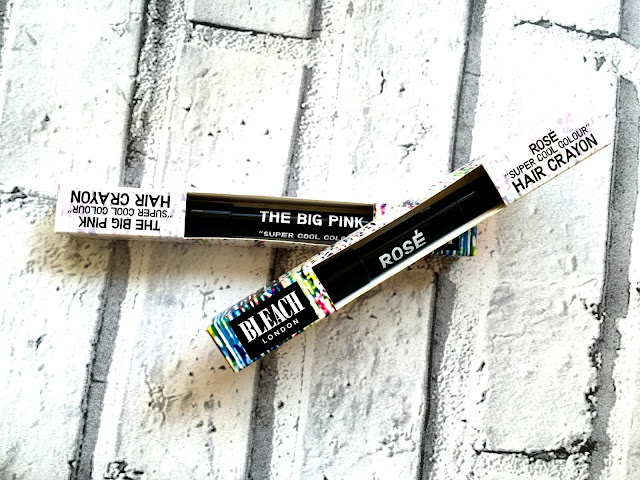 THE BIG PINK
"SUPER COOL COLOUR"
HAIR CRAYON
THE BIG PINK
"SUPER COOL COLO
ROSÉ
"SUPER COOL COLOUR"
HAIR CRAYON
ROSÉ
BLEACH
LONDON